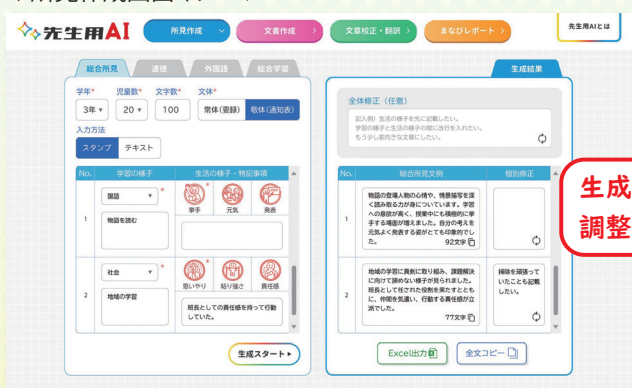 先生用AI
所見作成
文書作成
文章校正・翻訳
まなびレポート
先生用AIとは
総合所見
道徳
外国語
総合学習
学年*
児童数*
文字数*
文体*
3年
20
100
常体(要録)
敬体(通知表)
入力方法
スタンプ
テキスト
No.
学習の様子
生活の様子・特記事項
1
国語
*
物語を読む
挙手
元気
発表
2
社会
*
地域の学習
思いやり
粘り強さ
責任感
班長としての責任感を持って行動
していた。
生成スタート
生成結果
全体修正(任意)
記入例)生活の様子を先に記載したい。
学習の様子と生活の様子の間に改行を入れたい。
もう少し前向きな文章にしたい。
No.
総合所見文例
個別修正
1
物語の登場人物の心情や、情景描写を深
く読み取る力が身についています。学習
への意欲が高く、授業中にも積極的に挙
手する場面が増えました。自分の考えを
元気よく発表する姿がとても印象的でし
た。
92文字
2
地域の学習に真剣に取り組み、課題解決
に向けて諦めない様子が見られました。
班長として任された役割を果たすととも
に、仲間を気遣い、行動する責任感が立
派でした。
77文字
掃除を頑張って
いたことも記載
したい。
Excel出力
全文コピー
生成
調整